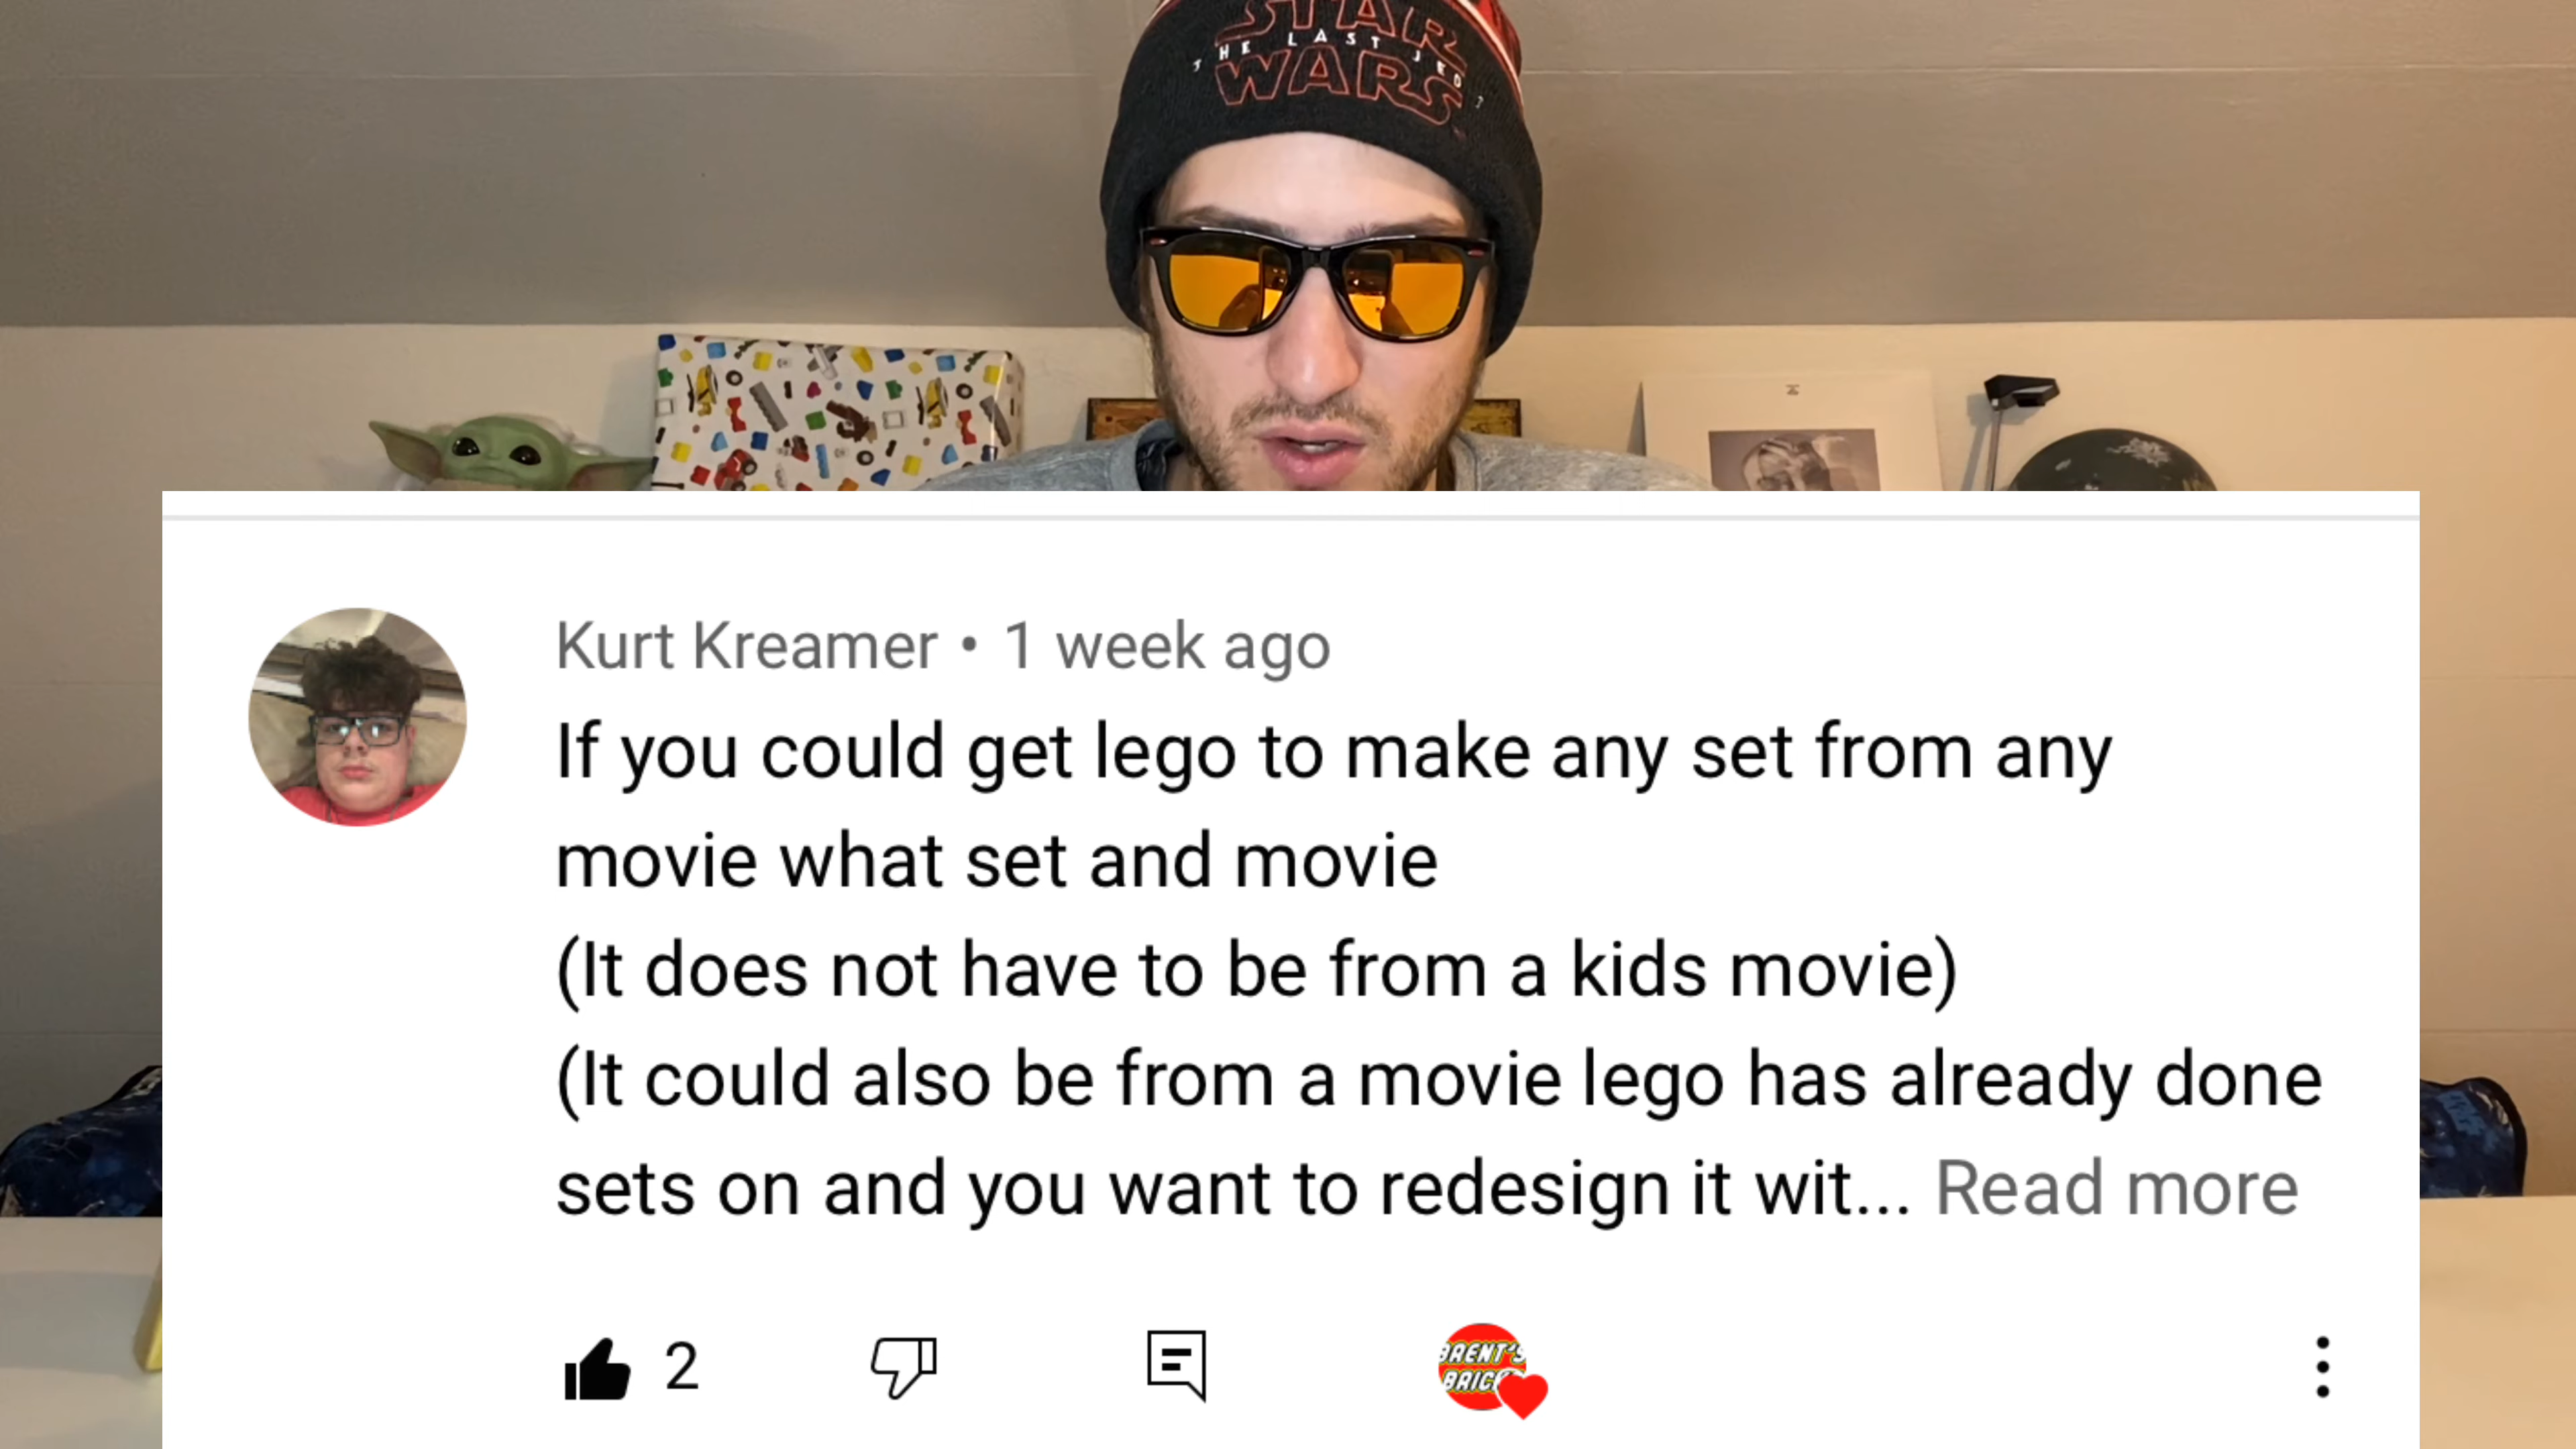 STAR
THE LAST JEDI
WARS
Kurt Kreamer • 1 week ago
If you could get lego to make any set from any
movie what set and movie
(It does not have to be from a kids movie)
(It could also be from a movie lego has already done
sets on and you want to redesign it wit... Read more
2
BRENT'S
BRICK